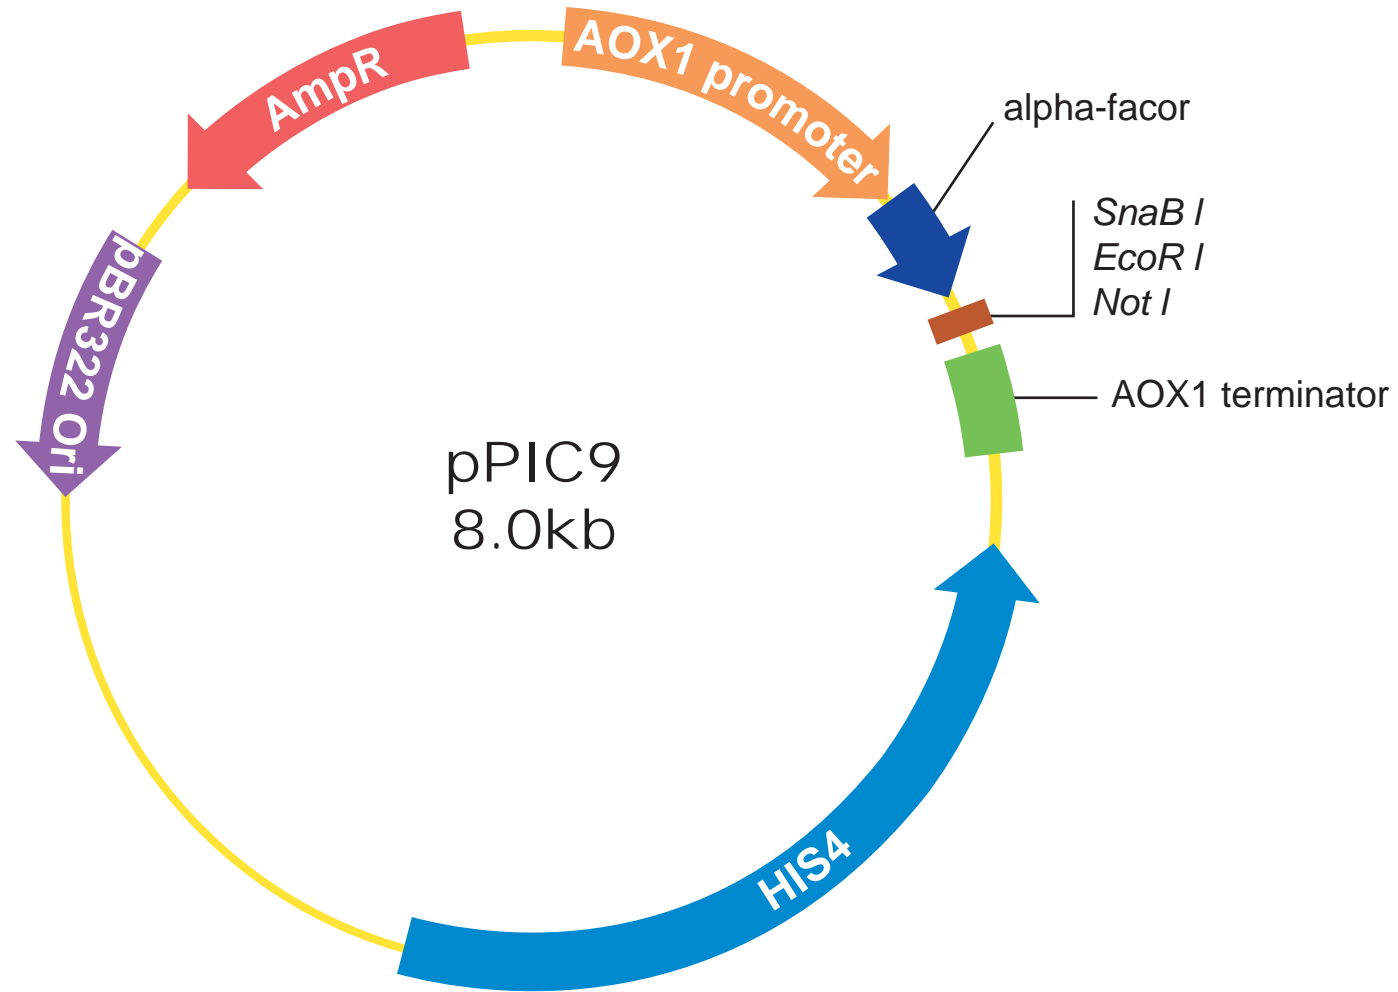 AOX1 promoter
AmpR
alpha-facor
SnaB I
EcoR I
Not I
pBR322 Ori
AOX1 terminator
pPIC9
8.0kb
HIS4